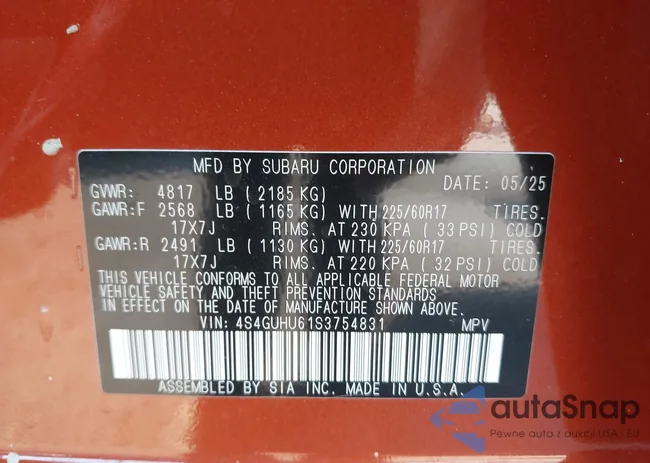 MFD BY SUBARU CORPORATION
DATE: 05/25
GVWR: 4817 LB (2185 KG)
GAWR:F 2568 LB (1165 KG) WITH 225/60R17 TIRES.
17X7J RIMS. AT 230 KPA (33 PSI) COLD
GAWR:R 2491 LB (1130 KG) WITH 225/60R17 TIRES.
17X7J RIMS. AT 220 KPA (32 PSI) COLD
THIS VEHICLE CONFORMS TO ALL APPLICABLE FEDERAL MOTOR
VEHICLE SAFETY AND THEFT PREVENTION STANDARDS
IN EFFECT ON THE DATE OF MANUFACTURE SHOWN ABOVE.
VIN: 4S4GUHU61S3754831 MPV
ASSEMBLED BY SIA INC. MADE IN U.S.A.
autoSnap
Pewne auta z aukcji USA - EU